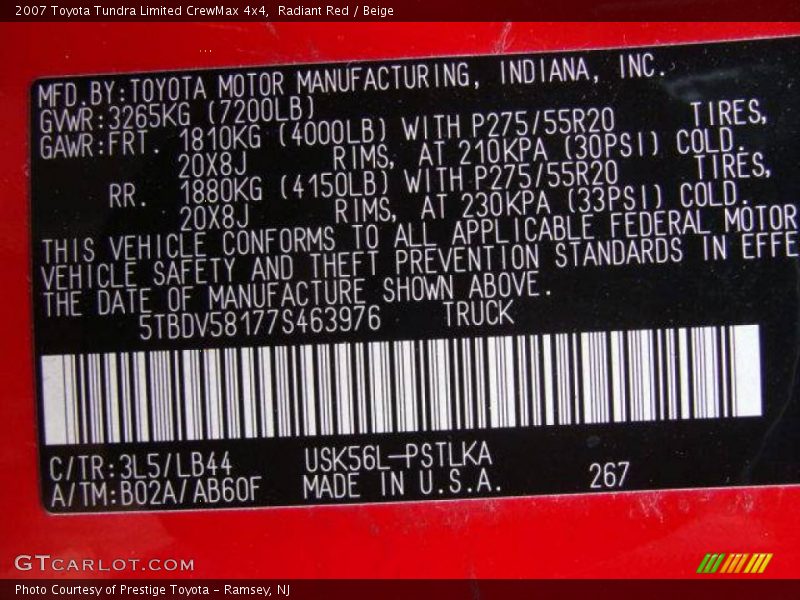 2007 Toyota Tundra Limited CrewMax 4x4,  Radiant Red / Beige
MFD.BY:TOYOTA MOTOR MANUFACTURING, INDIANA, INC.
GVWR:3265KG (7200LB)
GAWR:FRT. 1810KG (4000LB) WITH P275/55R20 TIRES,
20X8J RIMS, AT 210KPA (30PSI) COLD.
RR. 1880KG (4150LB) WITH P275/55R20 TIRES,
20X8J RIMS, AT 230KPA (33PSI) COLD.
THIS VEHICLE CONFORMS TO ALL APPLICABLE FEDERAL MOTOR
VEHICLE SAFETY AND THEFT PREVENTION STANDARDS IN EFFE
THE DATE OF MANUFACTURE SHOWN ABOVE.
5TBDV58177S463976 TRUCK
C/TR:3L5/LB44 USK56L-PSTLKA
A/TM:B02A/AB60F MADE IN U.S.A. 267
GTCARLOT.COM
Photo Courtesy of Prestige Toyota - Ramsey, NJ